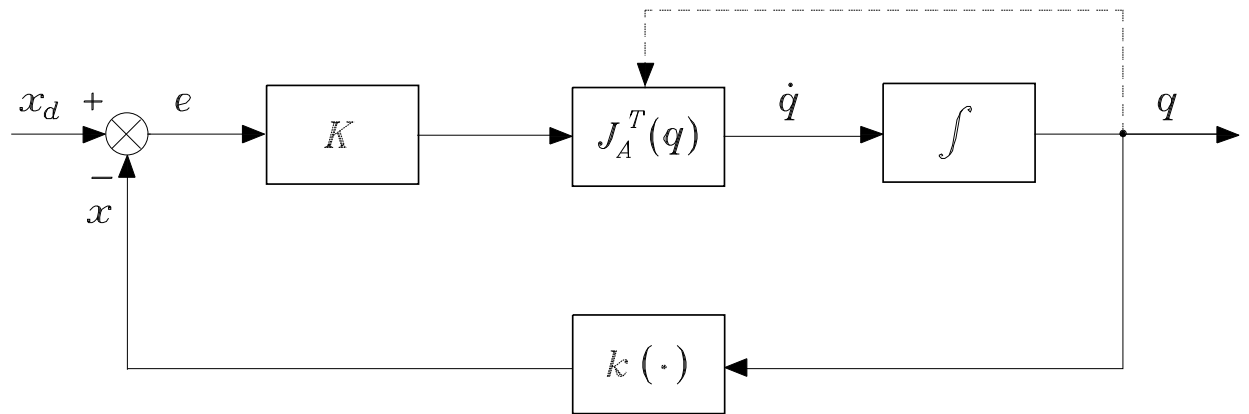 x_d + e K J_A^T(q) q̇ ∫ q
−
x
k (·)